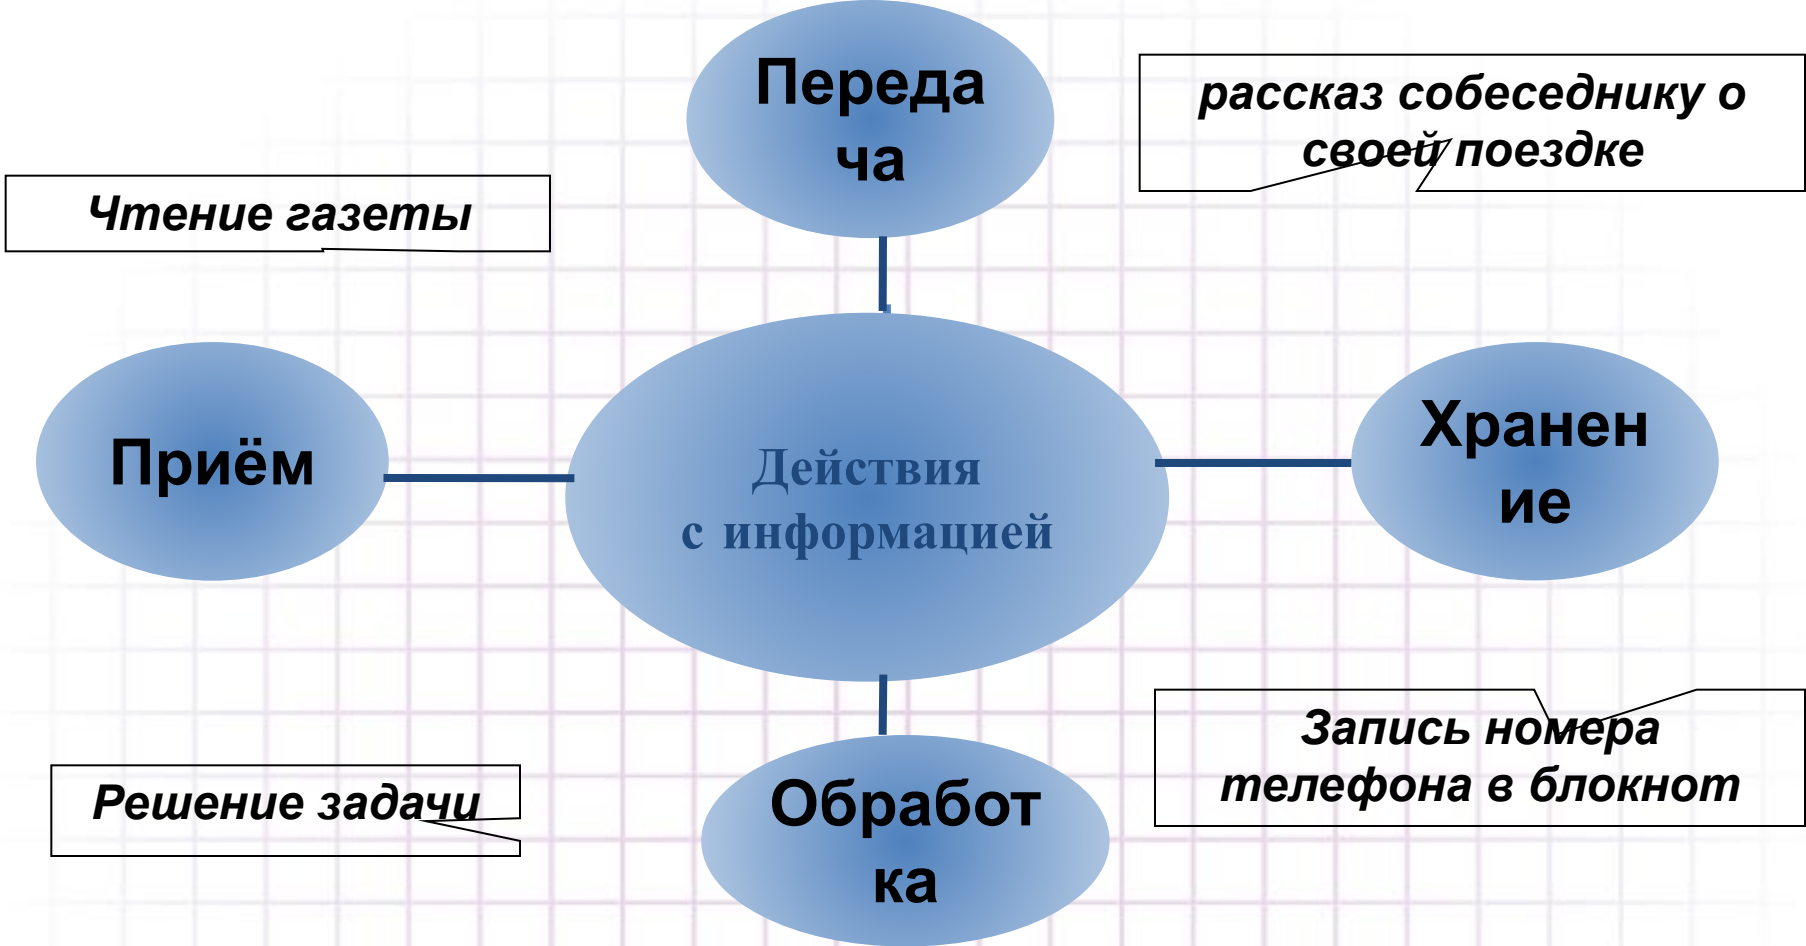 Переда
ча
рассказ собеседнику о
своей поездке
Чтение газеты
Приём
Действия
с информацией
Хранен
ие
Решение задачи
Обработ
ка
Запись номера
телефона в блокнот